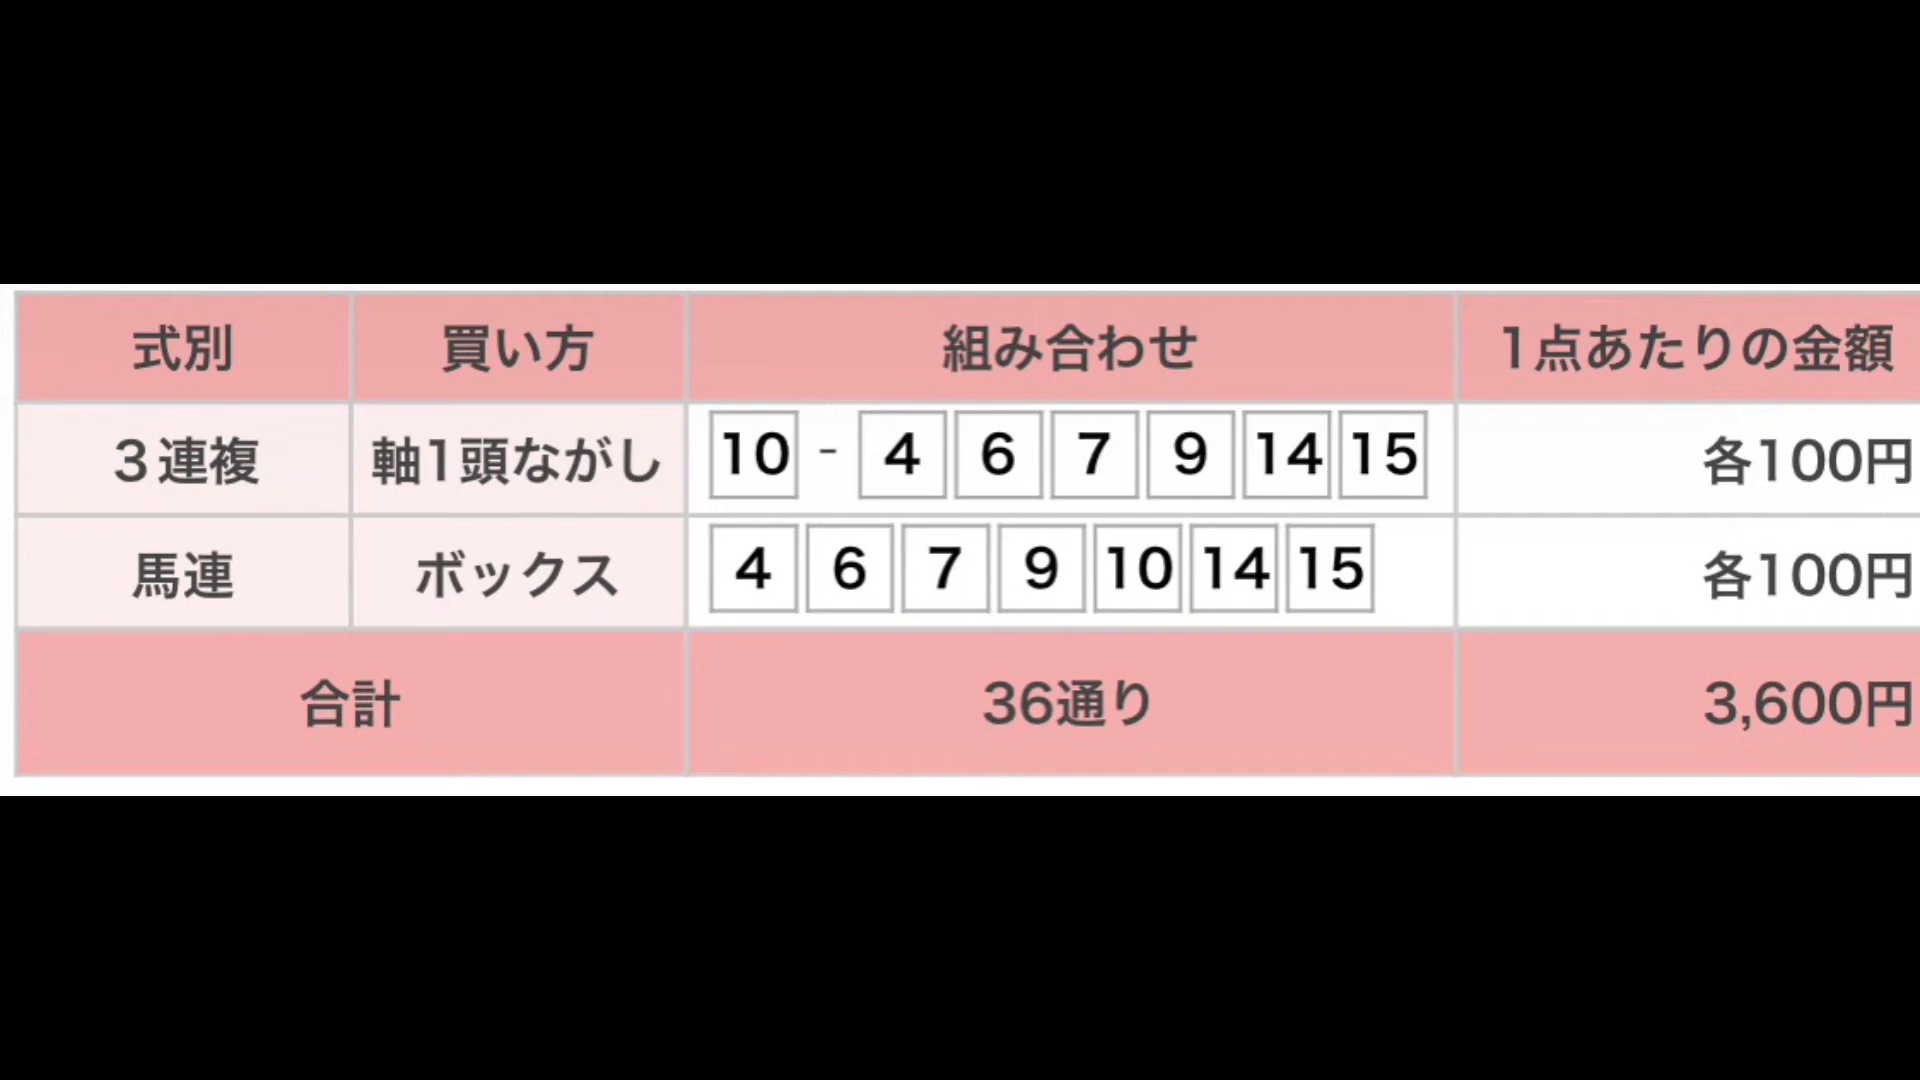 式別 買い方 組み合わせ 1点あたりの金額
３連複 軸1頭ながし 10 - 4 6 7 9 14 15 各100円
馬連 ボックス 4 6 7 9 10 14 15 各100円
合計 36通り 3,600円